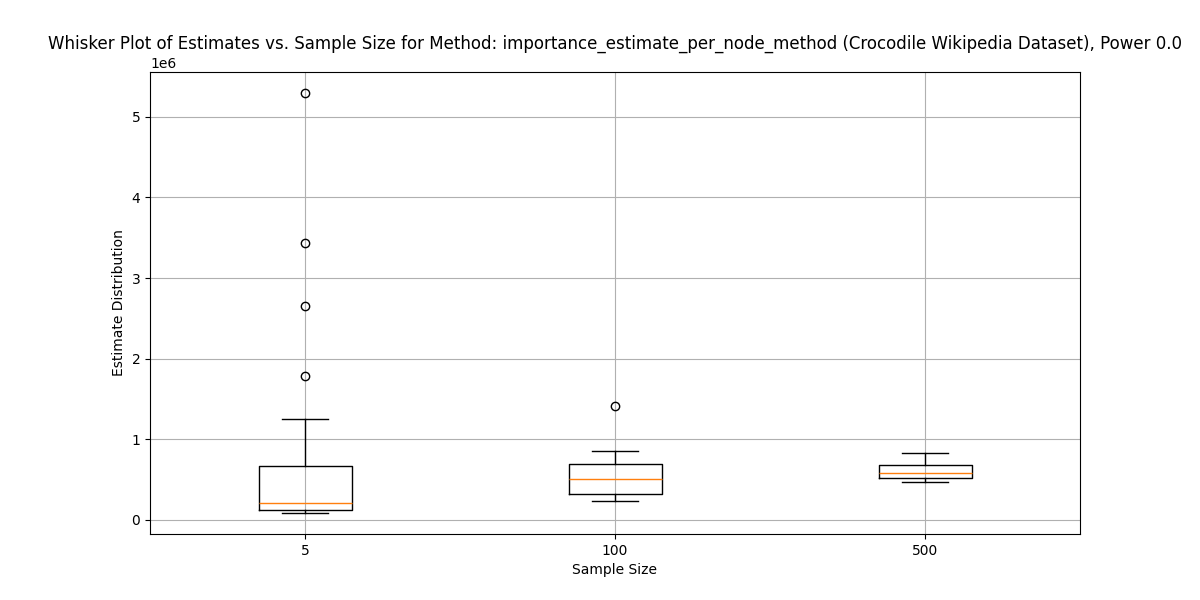 Whisker Plot of Estimates vs. Sample Size for Method: importance_estimate_per_node_method (Crocodile Wikipedia Dataset), Power 0.0
1e6
5
4
3
2
1
0
Estimate Distribution
5 100 500
Sample Size